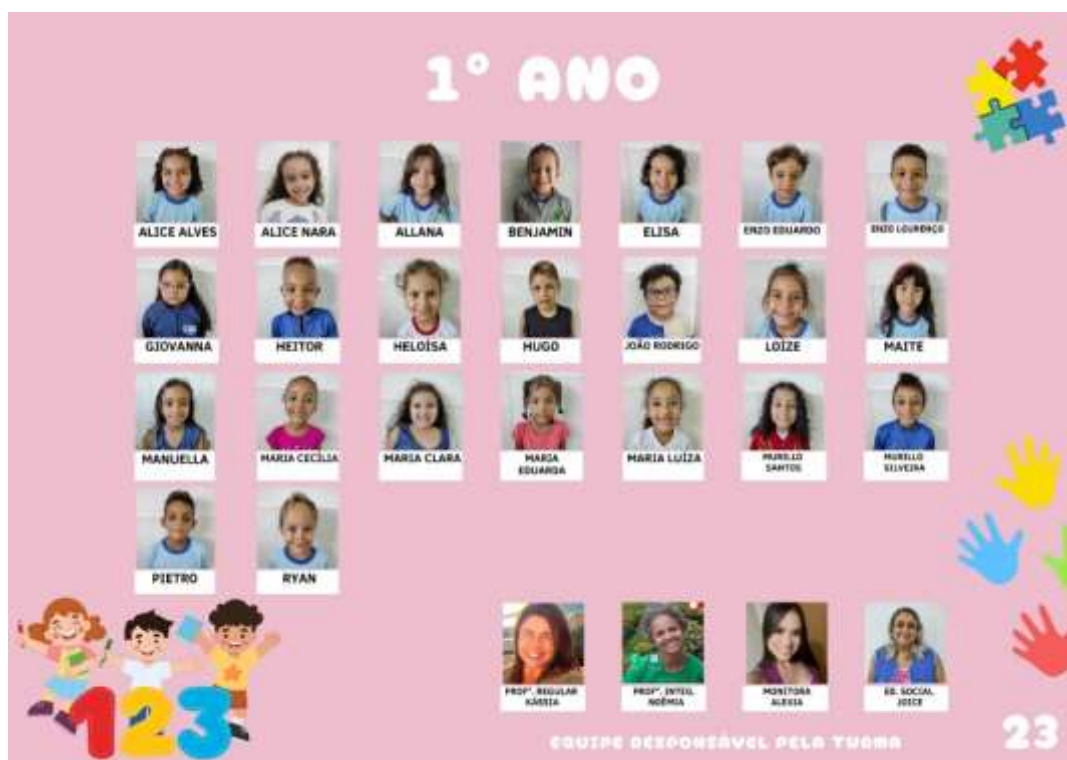 1° ANO
ALICE ALVES
ALICE NARA
ALLANA
BENJAMIN
ELISA
ENZO EDUARDO
ENZO LOURENÇO
GIOVANNA
HEITOR
HELOÍSA
HUGO
JOÃO RODRIGO
LOÍZE
MAITE
MANUELLA
MARIA CECÍLIA
MARIA CLARA
MARIA
EDUARDA
MARIA LUÍZA
MURILLO
SANTOS
MURILLO
SILVEIRA
PIETRO
RYAN
PROFª. REGULAR
KÁSSIA
PROFª. INTEG.
NOÊMIA
MONITORA
ALEXIA
ED. SOCIAL
JOICE
123
EQUIPE RESPONSÁVEL PELA TURMA
23